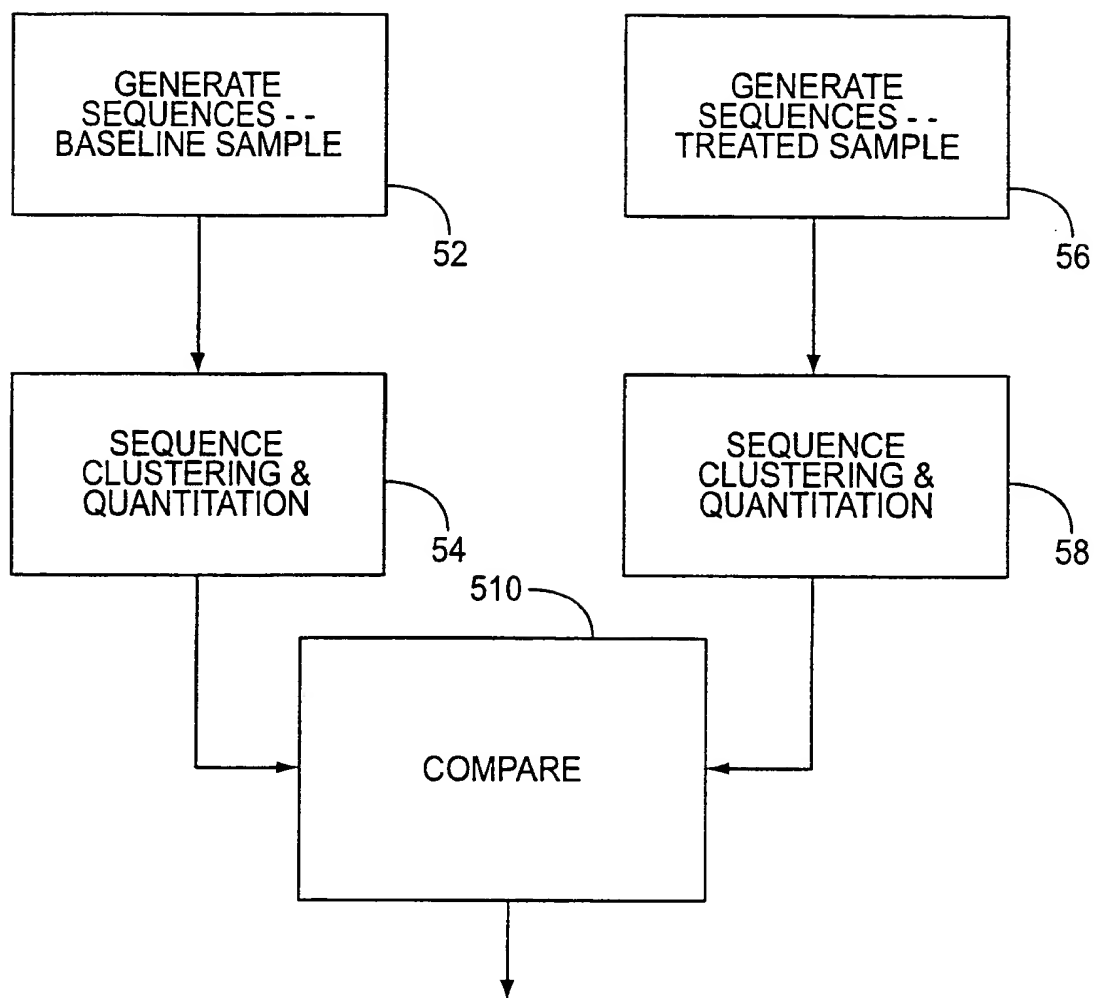 GENERATE
SEQUENCES - -
BASELINE SAMPLE
52
GENERATE
SEQUENCES - -
TREATED SAMPLE
56
SEQUENCE
CLUSTERING &
QUANTITATION
54
SEQUENCE
CLUSTERING &
QUANTITATION
58
510
COMPARE